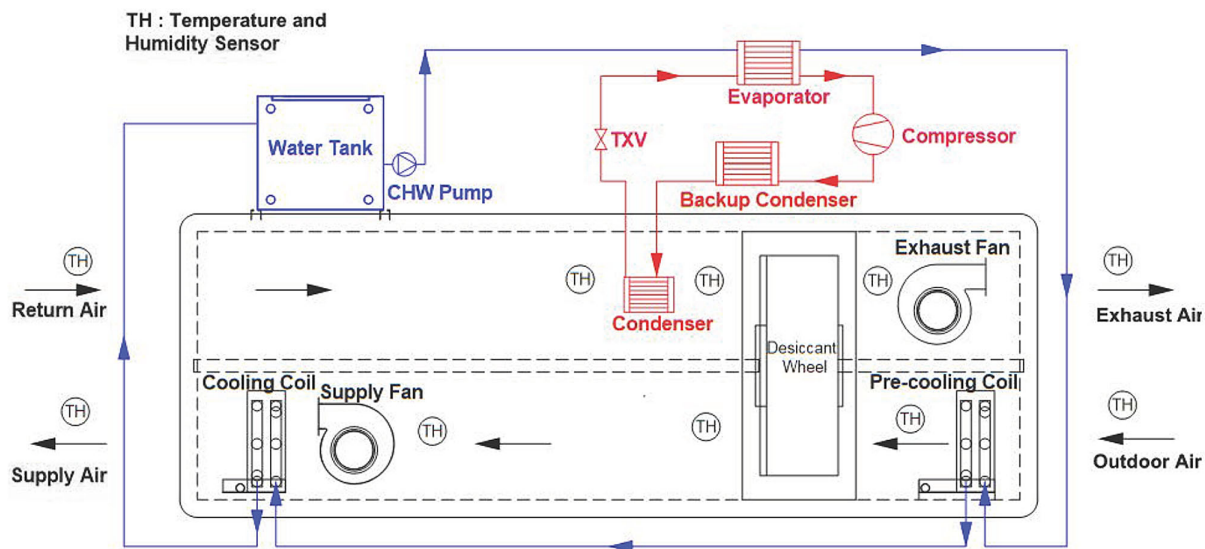 TH : Temperature and
Humidity Sensor
Evaporator
TXV
Compressor
Water Tank
CHW Pump
Backup Condenser
TH
Return Air
TH
TH
Condenser
TH
Exhaust Fan
TH
Exhaust Air
Desiccant
Wheel
Cooling Coil
Supply Fan
Pre-cooling Coil
TH
Supply Air
TH
TH
TH
TH
Outdoor Air